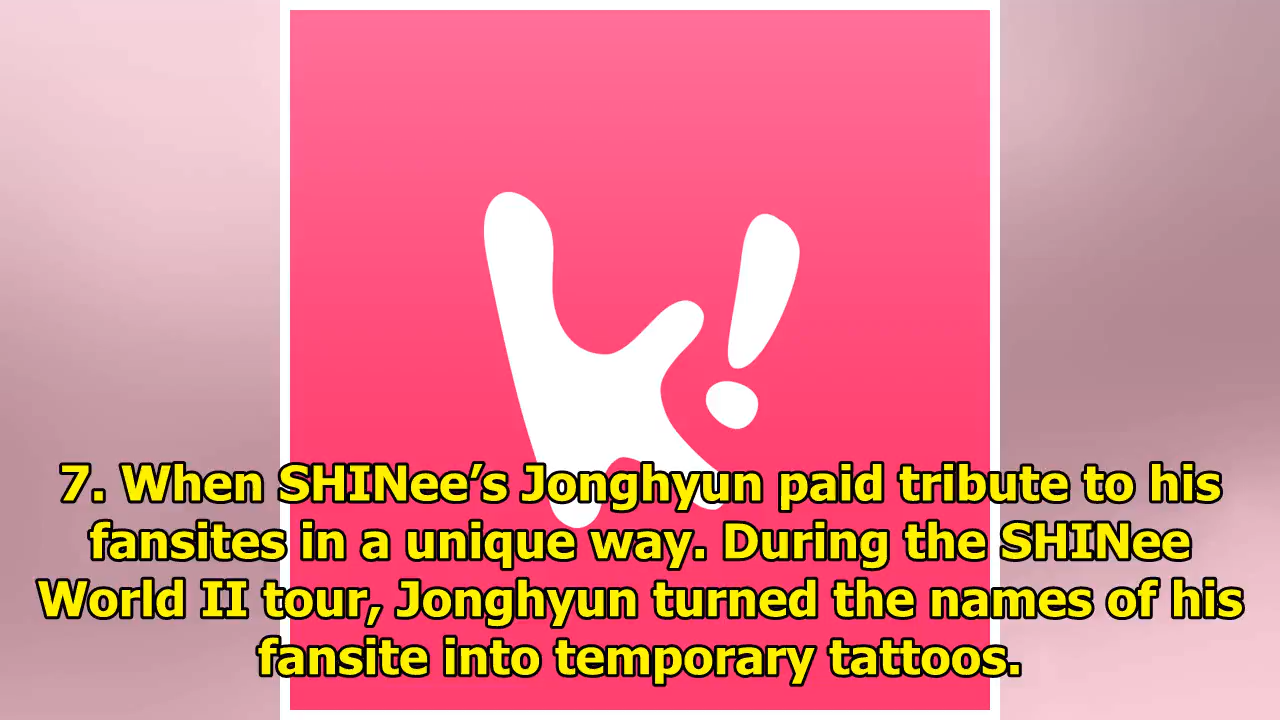 k!
7. When SHINee’s Jonghyun paid tribute to his
fansites in a unique way. During the SHINee
World II tour, Jonghyun turned the names of his
fansite into temporary tattoos.